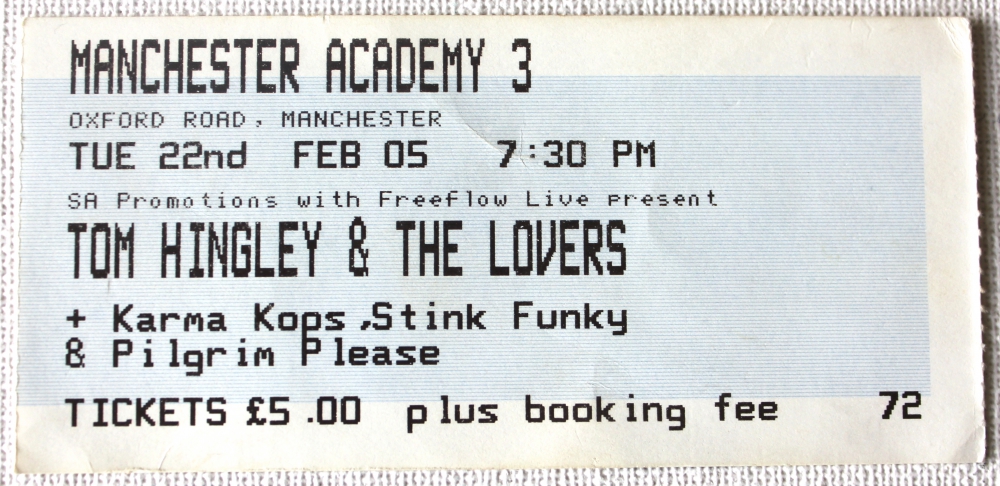 MANCHESTER ACADEMY 3
OXFORD ROAD, MANCHESTER
TUE 22nd FEB 05 7:30 PM
SA Promotions with Freeflow Live present
TOM HINGLEY & THE LOVERS
+ Karma Kops ,Stink Funky
& Pilgrim Please
TICKETS £5.00 plus booking fee 72